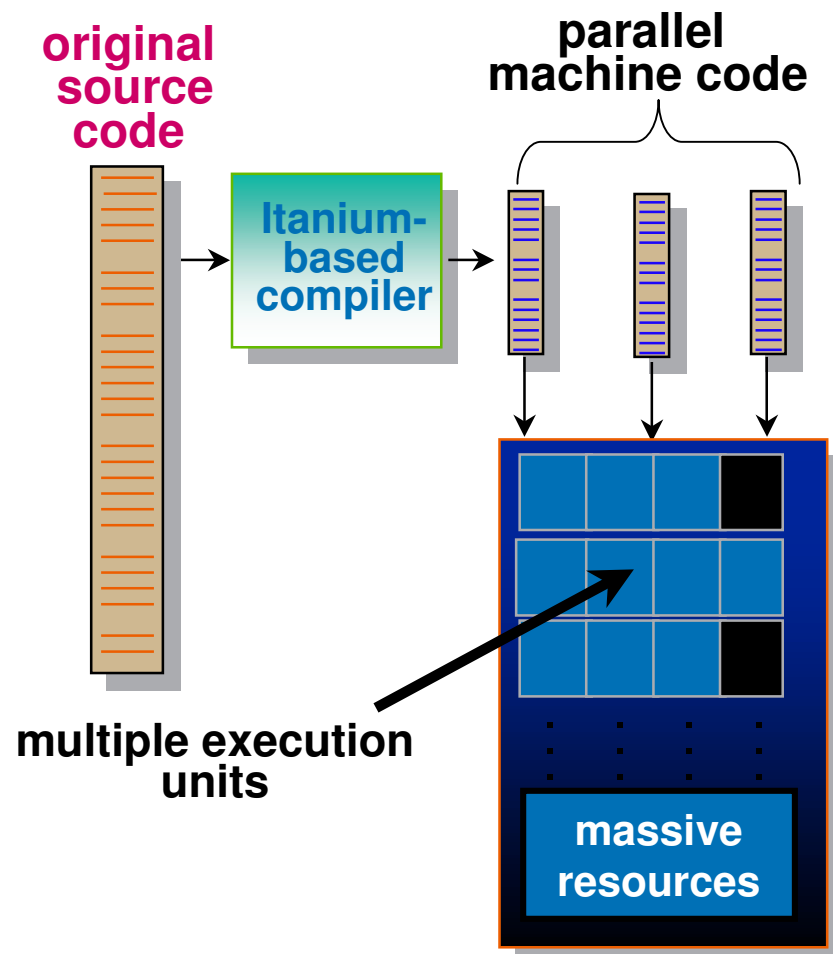 original
source
code
parallel
machine code
Itanium-
based
compiler
multiple execution
units
massive
resources